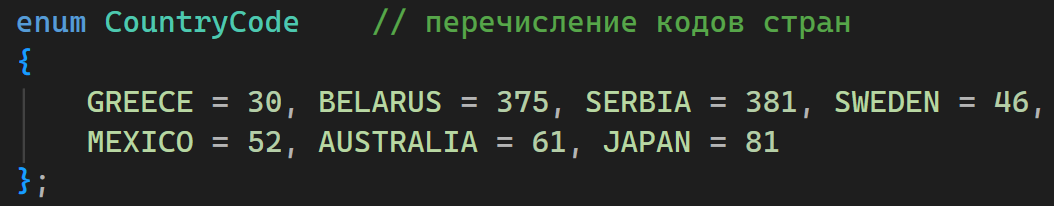 enum CountryCode    // перечисление кодов стран
{
    GREECE = 30, BELARUS = 375, SERBIA = 381, SWEDEN = 46,
    MEXICO = 52, AUSTRALIA = 61, JAPAN = 81
};